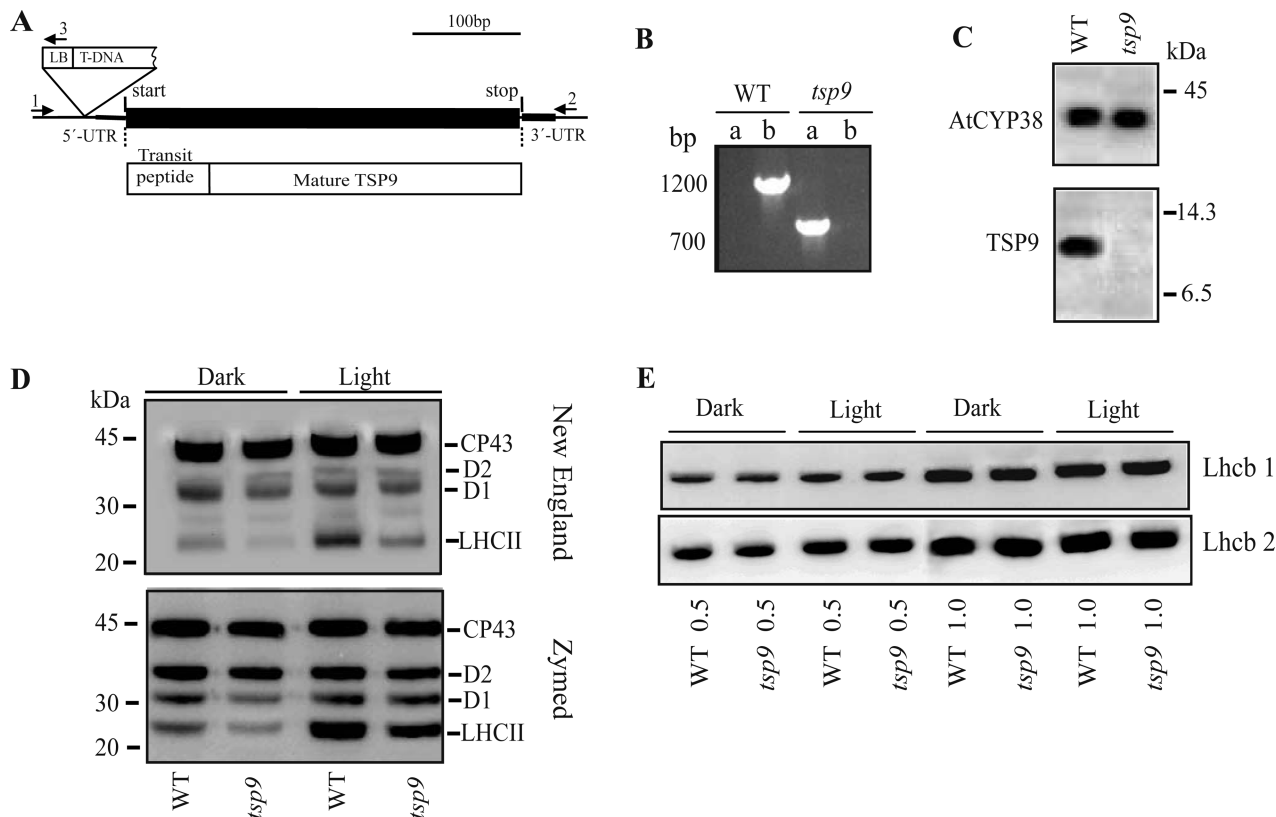 A
3
LB T-DNA
100bp
1
start
stop
2
5´-UTR
3´-UTR
Transit
peptide
Mature TSP9
B
WT tsp9
a b a b
bp
1200
700
C
WT tsp9
kDa
45
AtCYP38
14.3
TSP9
6.5
D
Dark Light
kDa
45
30
20
CP43
D2
D1
LHCII
New England
45
30
20
CP43
D2
D1
LHCII
Zymed
WT tsp9 WT tsp9
E
Dark Light Dark Light
Lhcb 1
Lhcb 2
WT 0.5
tsp9 0.5
WT 0.5
tsp9 0.5
WT 1.0
tsp9 1.0
WT 1.0
tsp9 1.0